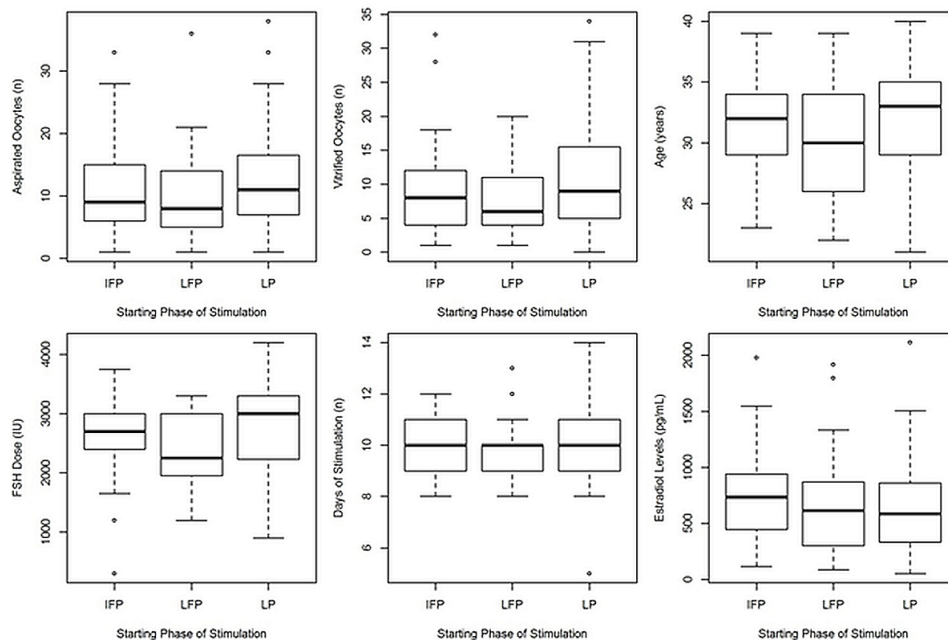 Aspirated Oocytes (n)
0
10
20
30
IFP LFP LP
Starting Phase of Stimulation
Vitrified Oocytes (n)
0
5
10
15
20
25
30
35
IFP LFP LP
Starting Phase of Stimulation
Age (years)
25
30
35
40
IFP LFP LP
Starting Phase of Stimulation
FSH Dose (IU)
1000
2000
3000
4000
IFP LFP LP
Starting Phase of Stimulation
Days of Stimulation (n)
6
8
10
12
14
IFP LFP LP
Starting Phase of Stimulation
Estradiol Levels (pg/mL)
0
500
1000
1500
2000
IFP LFP LP
Starting Phase of Stimulation